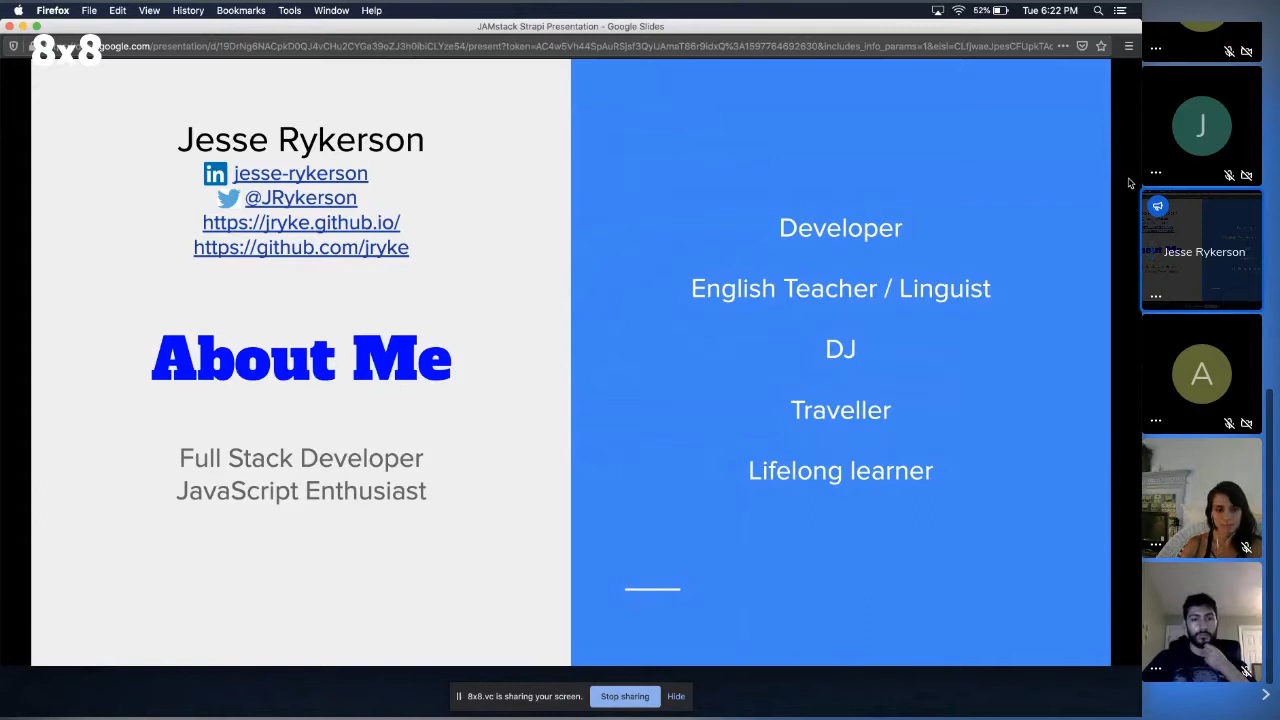 Firefox File Edit View History Bookmarks Tools Window Help 52% Tue 6:22 PM
JAMstack Strapi Presentation - Google Slides
8x8
Jesse Rykerson
in jesse-rykerson
@JRykerson
https://jryke.github.io/
https://github.com/jryke
About Me
Full Stack Developer
JavaScript Enthusiast
Developer
English Teacher / Linguist
DJ
Traveller
Lifelong learner
J
Jesse Rykerson
A
8x8.vc is sharing your screen. Stop sharing Hide